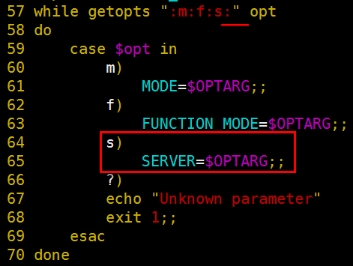 57 while getopts ":m:f:s:" opt
58 do
59     case $opt in
60         m)
61             MODE=$OPTARG;;
62         f)
63             FUNCTION_MODE=$OPTARG;;
64         s)
65             SERVER=$OPTARG;;
66         ?)
67         echo "Unknown parameter"
68         exit 1;;
69     esac
70 done